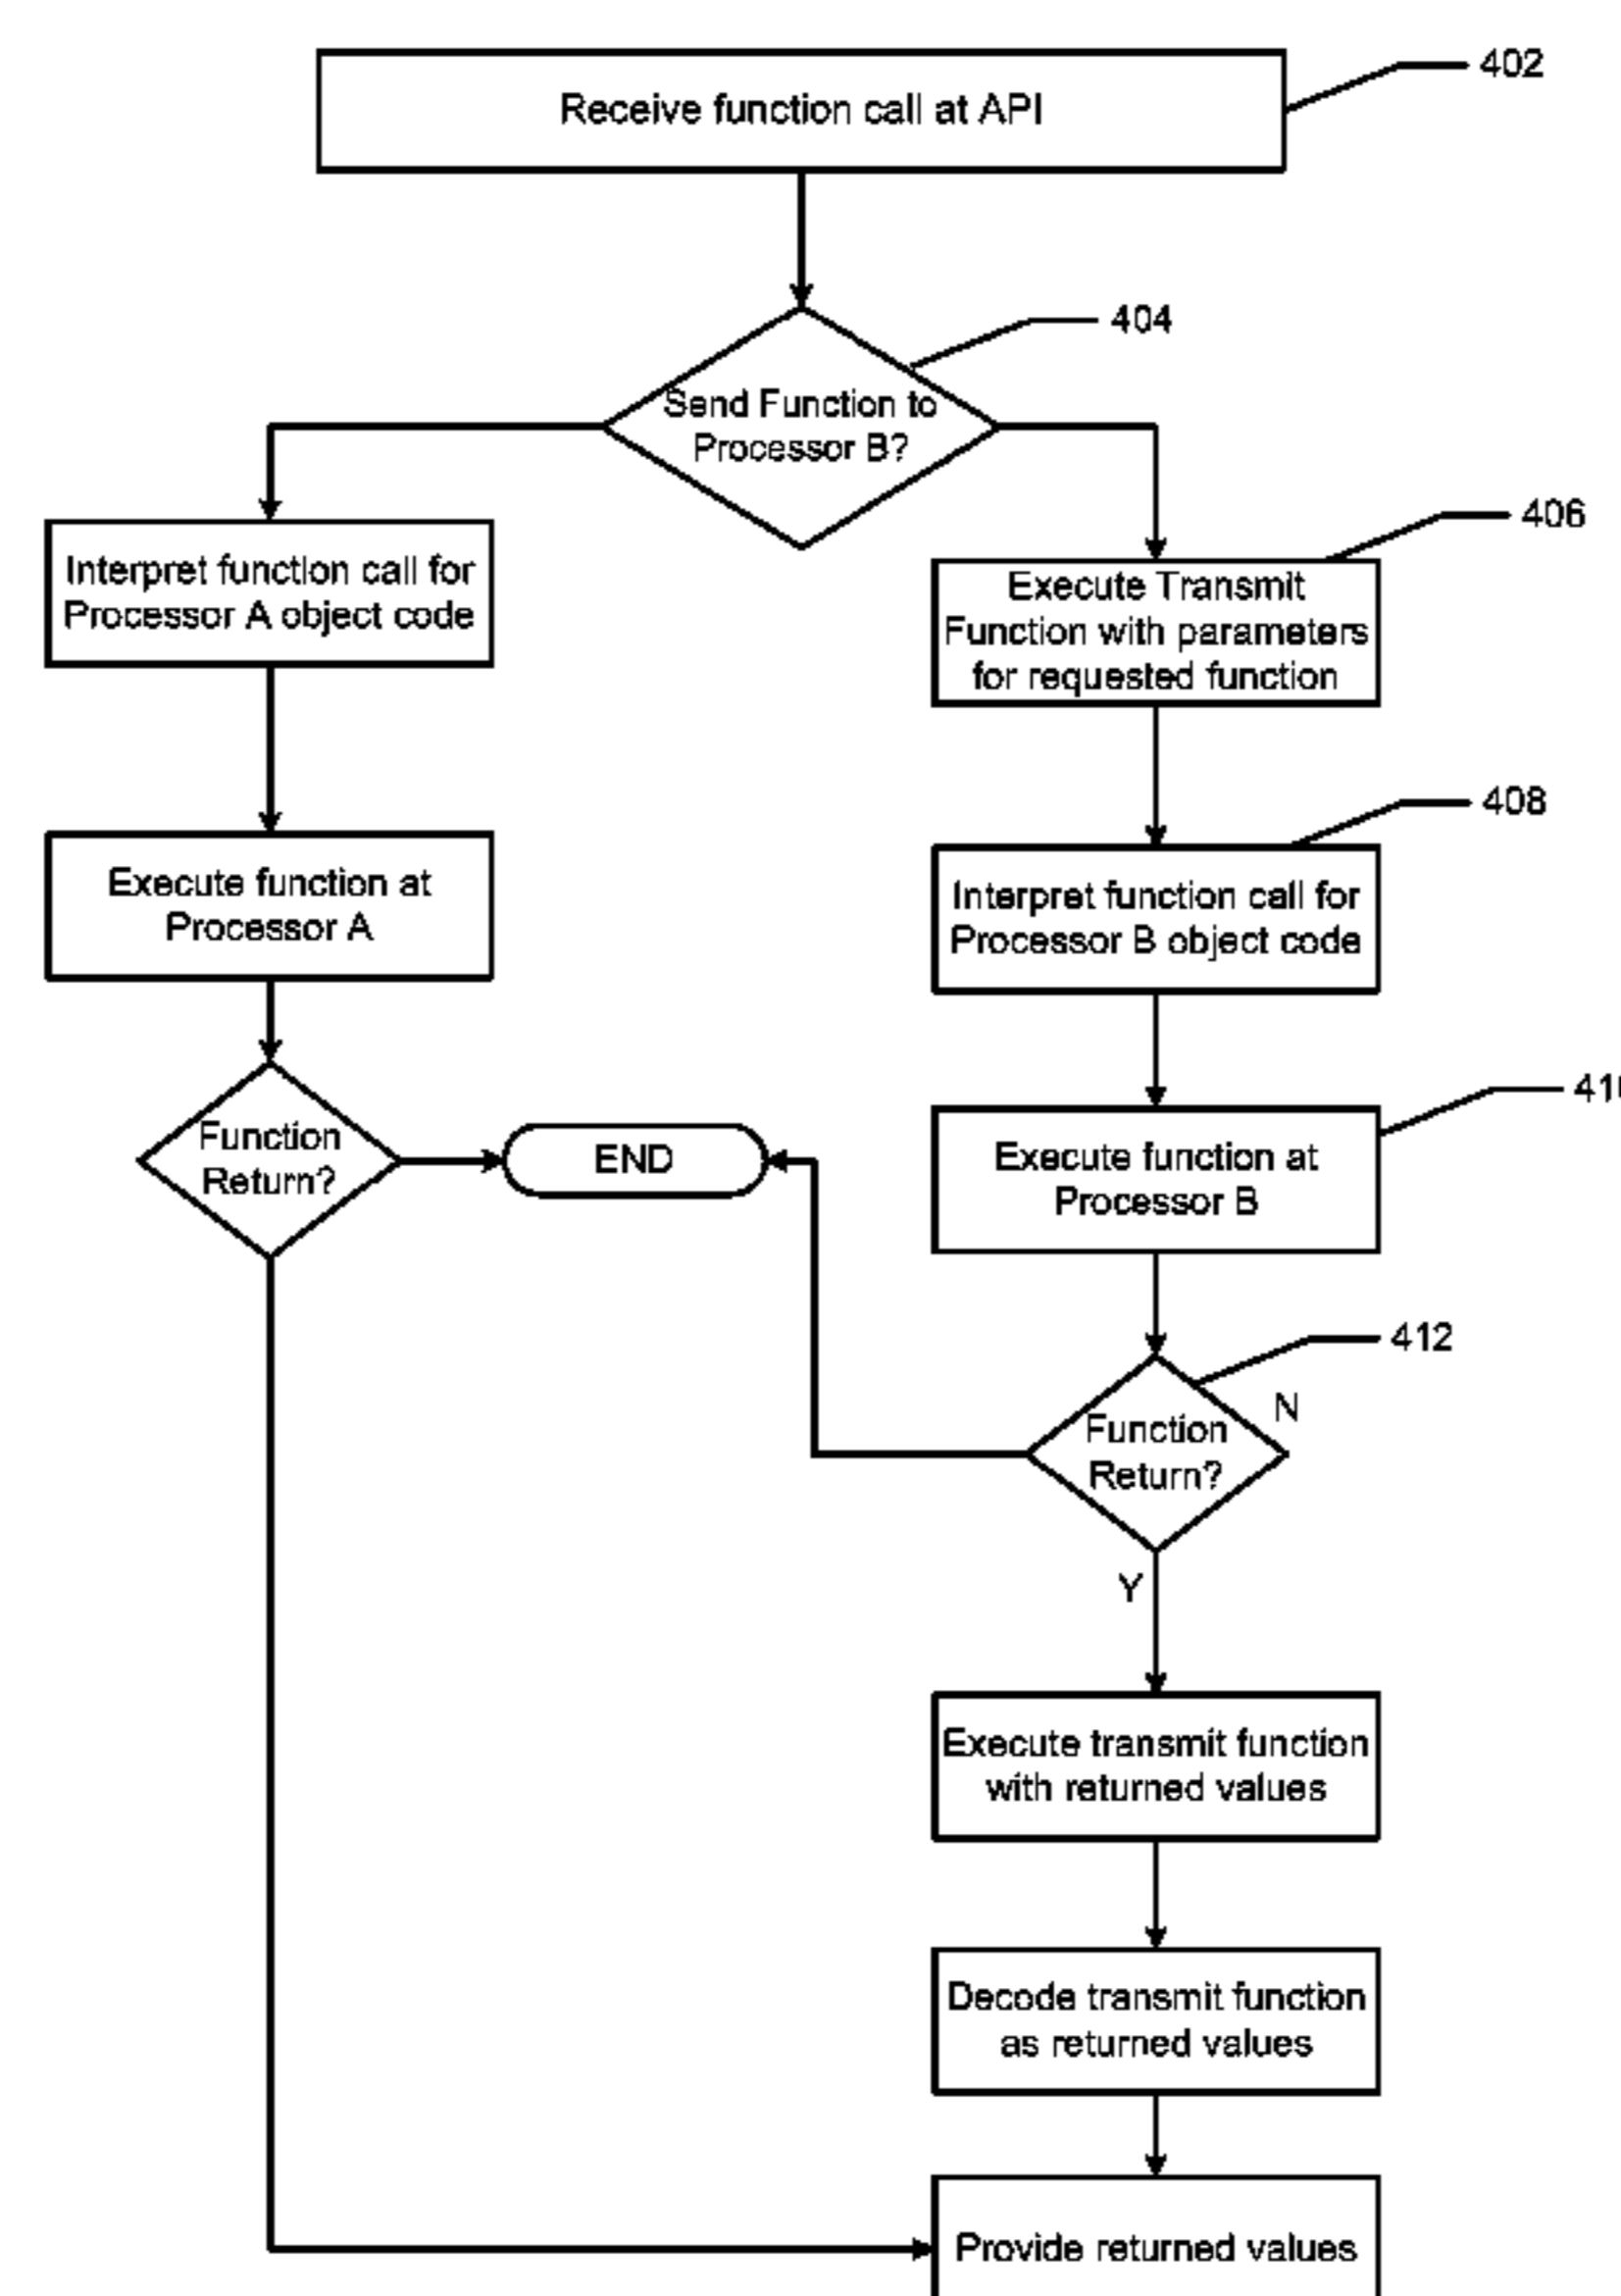 Receive function call at API
402
404
Send Function to
Processor B?
406
Interpret function call for
Processor A object code
Execute Transmit
Function with parameters
for requested function
408
Execute function at
Processor A
Interpret function call for
Processor B object code
Function
Return?
END
Execute function at
Processor B
412
N
Function
Return?
Y
Execute transmit function
with returned values
Decode transmit function
as returned values
Provide returned values